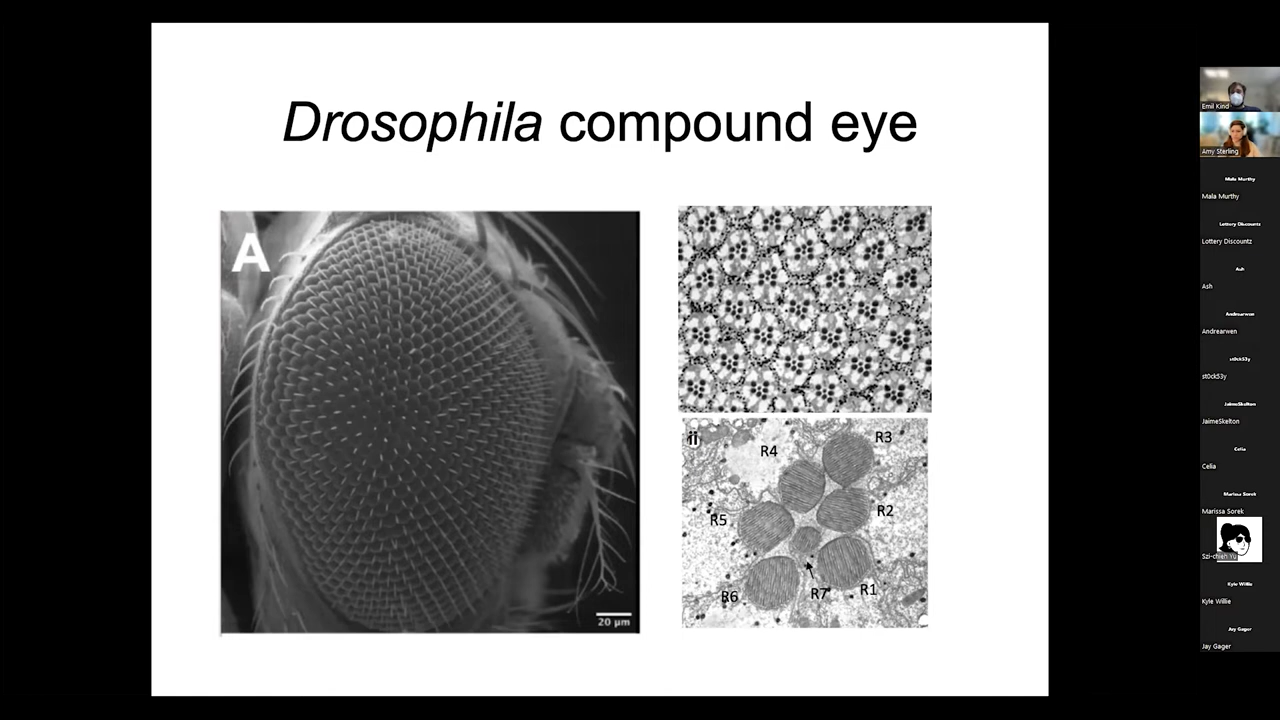 Drosophila compound eye
A
20 µm
ii
R4
R3
R5
R2
R6
R7
R1
Emil Kind
Amy Sterling
Mala Murthy
Mala Murthy
Lottery Discountz
Lottery Discountz
Ash
Ash
Andrearwen
Andrearwen
st0ck53y
st0ck53y
JaimeSkelton
JaimeSkelton
Celia
Celia
Marissa Sorek
Marissa Sorek
Szi-chieh Yu
Kyle Willie
Kyle Willie
Jay Gager
Jay Gager